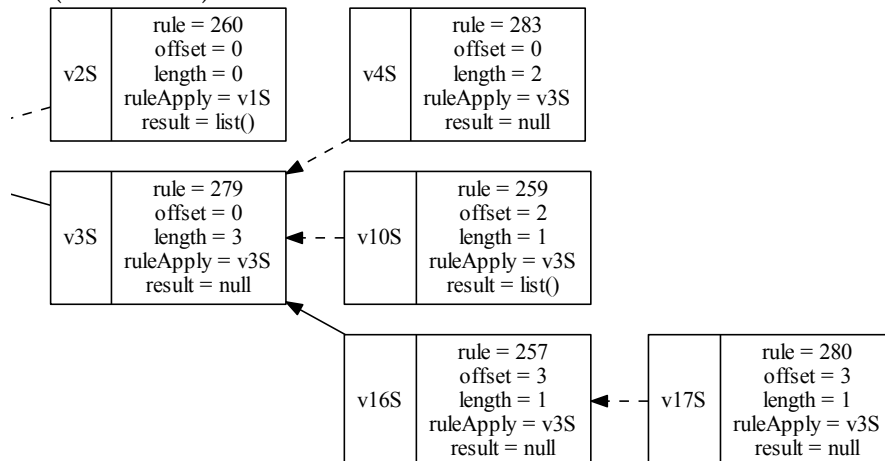 v2S
rule = 260
offset = 0
length = 0
ruleApply = v1S
result = list()
v4S
rule = 283
offset = 0
length = 2
ruleApply = v3S
result = null
v3S
rule = 279
offset = 0
length = 3
ruleApply = v3S
result = null
v10S
rule = 259
offset = 2
length = 1
ruleApply = v3S
result = list()
v16S
rule = 257
offset = 3
length = 1
ruleApply = v3S
result = null
v17S
rule = 280
offset = 3
length = 1
ruleApply = v3S
result = null